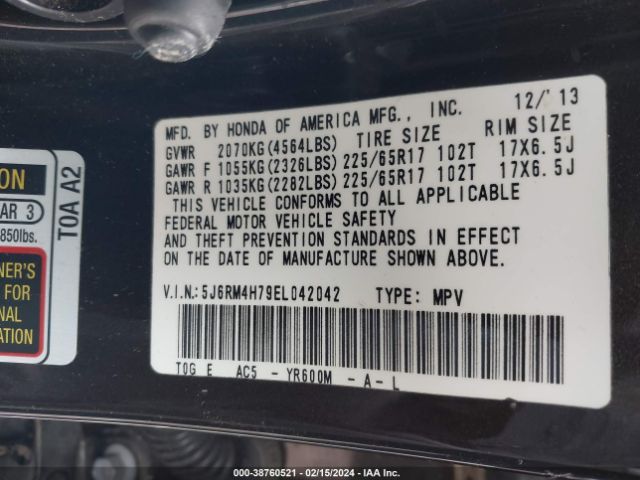 MFD. BY HONDA OF AMERICA MFG., INC. 12/'13
GVWR 2070KG(4564LBS) TIRE SIZE RIM SIZE
GAWR F 1055KG(2326LBS) 225/65R17 102T 17X6.5J
GAWR R 1035KG(2282LBS) 225/65R17 102T 17X6.5J
THIS VEHICLE CONFORMS TO ALL APPLICABLE
FEDERAL MOTOR VEHICLE SAFETY
AND THEFT PREVENTION STANDARDS IN EFFECT
ON THE DATE OF MANUFACTURE SHOWN ABOVE.
V.I.N.: 5J6RM4H79EL042042 TYPE: MPV
TOG E AC5 - YR600M - A - L
ION
AR 3
850lbs.
NER'S
FOR
NAL
ATION
T0A A2
000-38760521 - 02/15/2024 - IAA Inc.